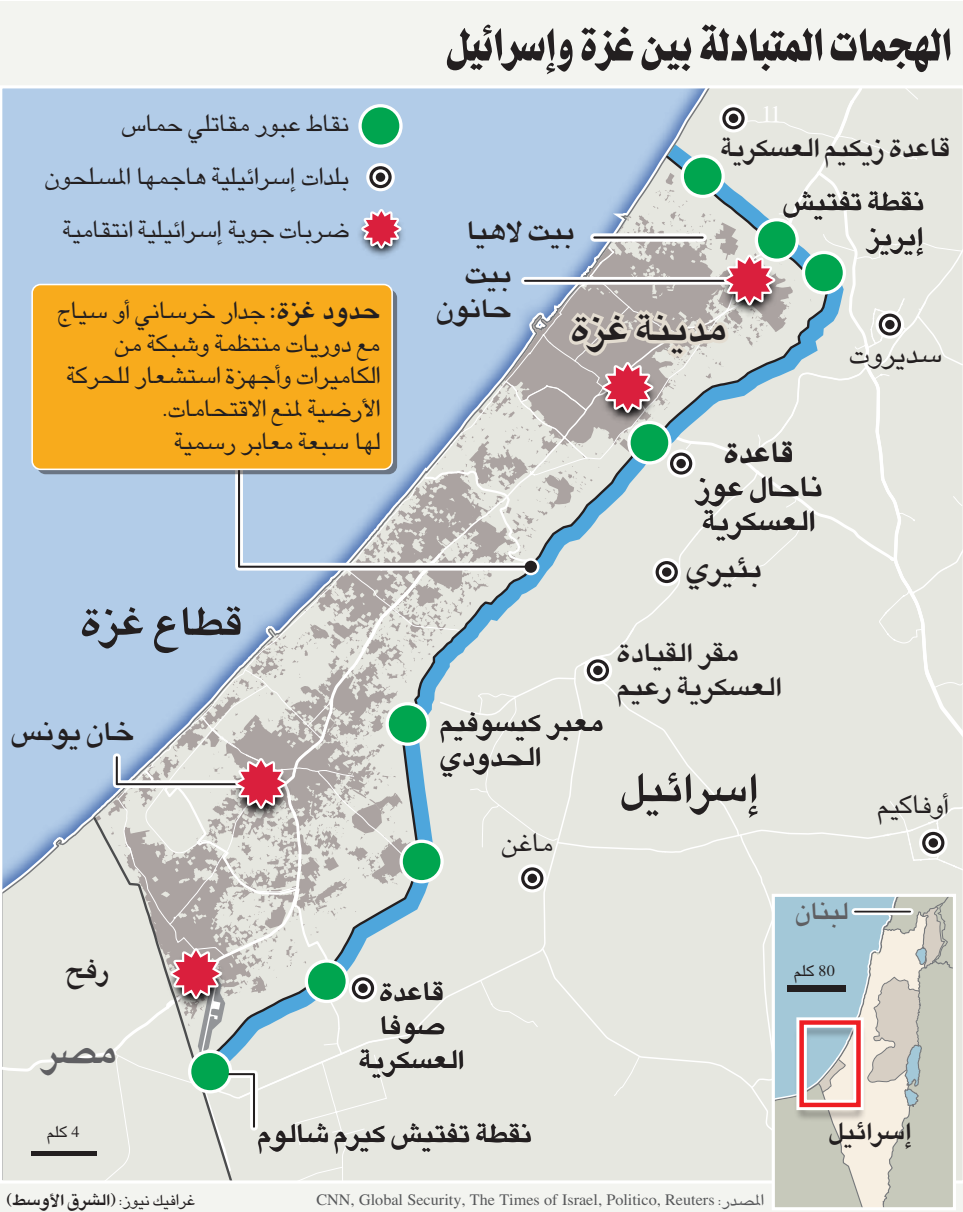 الهجمات المتبادلة بين غزة وإسرائيل
نقاط عبور مقاتلي حماس
بلدات إسرائيلية هاجمها المسلحون
ضربات جوية إسرائيلية انتقامية
11
قاعدة زيكيم العسكرية
نقطة تفتيش
إيريز
بيت لاهيا
بيت
حانون
مدينة غزة
سديروت
حدود غزة: جدار خرساني أو سياج
مع دوريات منتظمة وشبكة من
الكاميرات وأجهزة استشعار للحركة
الأرضية لمنع الاقتحامات.
لها سبعة معابر رسمية
قاعدة
ناحال عوز
العسكرية
بئيري
قطاع غزة
مقر القيادة
العسكرية رعيم
معبر كيسوفيم
الحدودي
خان يونس
إسرائيل
أوفاكيم
ماغن
رفح
قاعدة
صوفا
العسكرية
مصر
نقطة تفتيش كيرم شالوم
4 كلم
لبنان
80 كلم
إسرائيل
المصدر: CNN, Global Security, The Times of Israel, Politico, Reuters
غرافيك نيوز: (الشرق الأوسط)